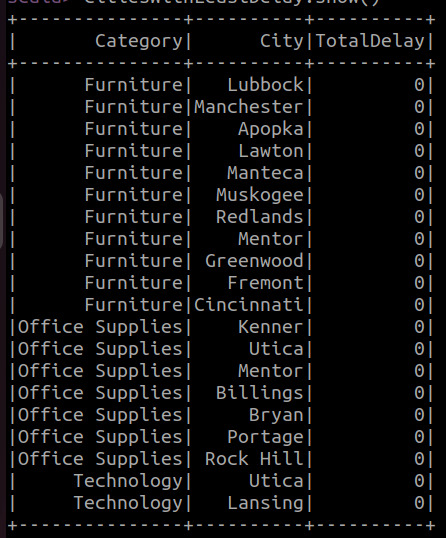 scala> citiesWithLeastDelay.show()
+---------------+----------+----------+
|       Category|      City|TotalDelay|
+---------------+----------+----------+
|      Furniture|   Lubbock|         0|
|      Furniture|Manchester|         0|
|      Furniture|    Apopka|         0|
|      Furniture|    Lawton|         0|
|      Furniture|   Manteca|         0|
|      Furniture|  Muskogee|         0|
|      Furniture|  Redlands|         0|
|      Furniture|    Mentor|         0|
|      Furniture| Greenwood|         0|
|      Furniture|   Fremont|         0|
|      Furniture|Cincinnati|         0|
|Office Supplies|    Kenner|         0|
|Office Supplies|     Utica|         0|
|Office Supplies|    Mentor|         0|
|Office Supplies|  Billings|         0|
|Office Supplies|     Bryan|         0|
|Office Supplies|   Portage|         0|
|Office Supplies| Rock Hill|         0|
|     Technology|     Utica|         0|
|     Technology|   Lansing|         0|
+---------------+----------+----------+